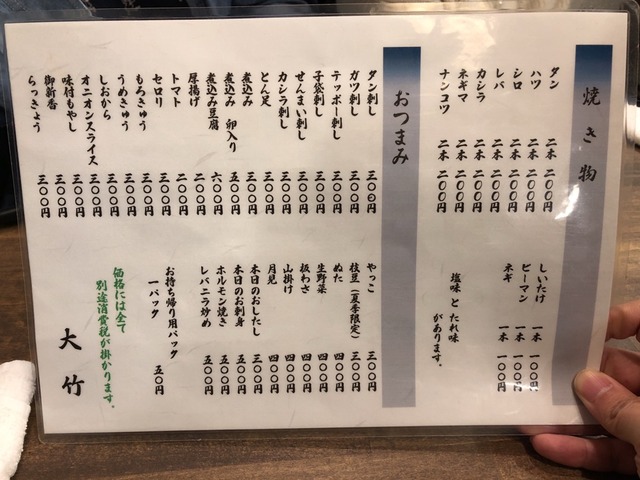 焼き物
タン 二本 二〇〇円
ハツ 二本 二〇〇円
シロ 二本 二〇〇円
レバ 二本 二〇〇円
カシラ 二本 二〇〇円
ネギマ 二本 二〇〇円
ナンコツ 二本 二〇〇円
しいたけ 一本 一〇〇円
ピーマン 一本 一〇〇円
ネギ 一本 一〇〇円
塩味 と たれ味
があります。
おつまみ
タン刺し 三〇〇円
ガツ刺し 三〇〇円
テッポー刺し 三〇〇円
子袋刺し 三〇〇円
せんまい刺し 三〇〇円
カシラ刺し 三〇〇円
とん足 三〇〇円
煮込み 三〇〇円
煮込み 卵入り 五〇〇円
煮込み豆腐 六〇〇円
厚揚げ 二〇〇円
トマト 二〇〇円
セロリ 三〇〇円
もろきゅう 三〇〇円
うめきゅう 三〇〇円
しおから 三〇〇円
オニオンスライス 三〇〇円
味付もやし 三〇〇円
御新香 三〇〇円
らっきょう 三〇〇円
やっこ 三〇〇円
枝豆（夏季限定） 三〇〇円
ぬた 四〇〇円
生野菜 四〇〇円
板わさ 四〇〇円
山掛け 四〇〇円
月見 四〇〇円
本日のおしたし 三〇〇円
本日のお刺身 五〇〇円
ホルモン焼き 五〇〇円
レバニラ炒め 五〇〇円
お持ち帰り用パック
一パック 五〇円
価格には全て
別途消費税が掛かります。
大竹